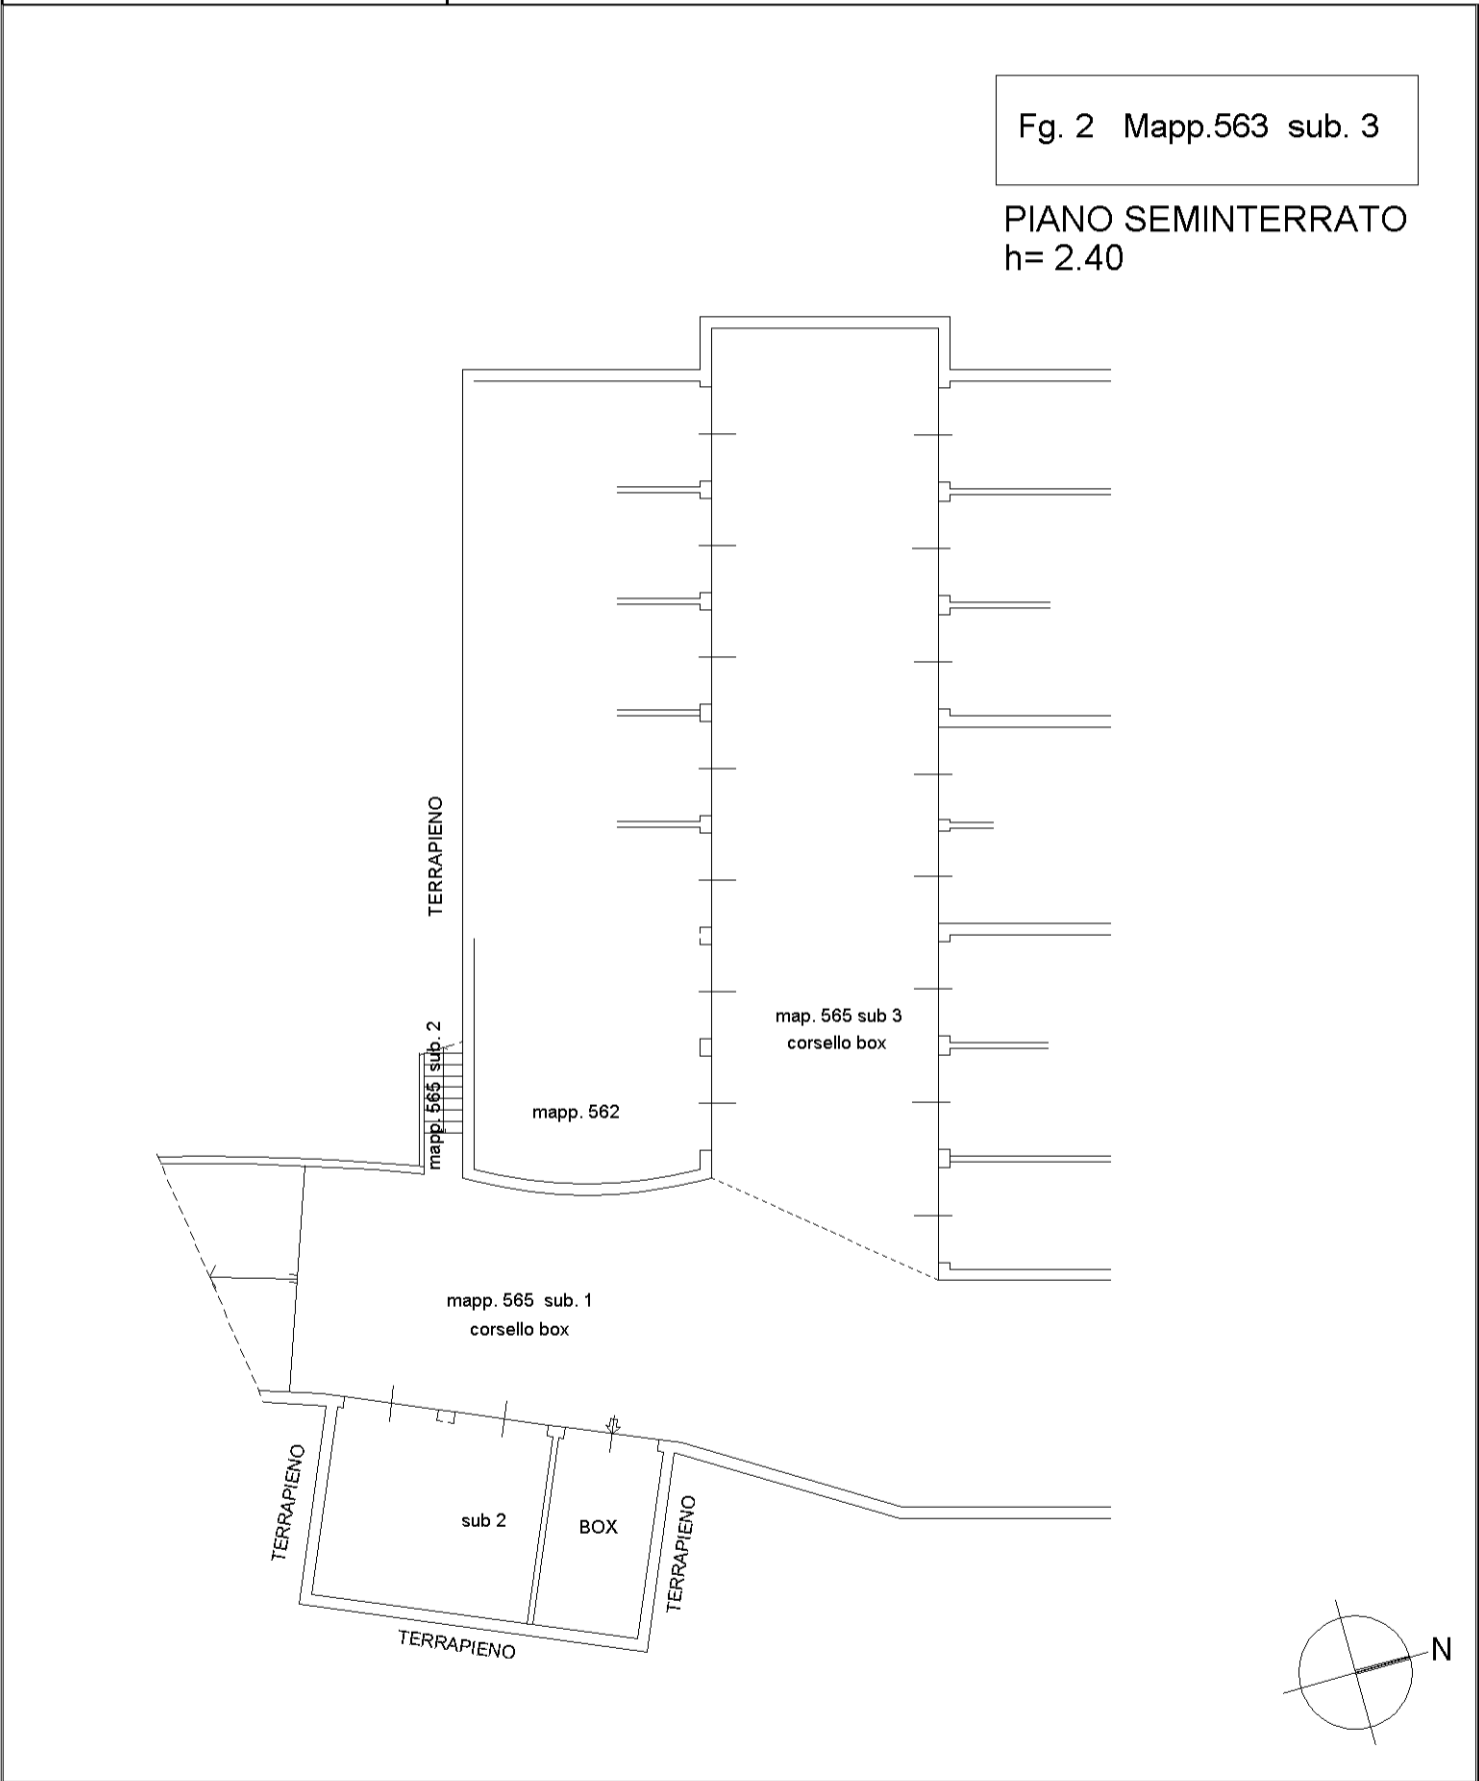 Fg. 2 Mapp.563 sub. 3
PIANO SEMINTERRATO
h= 2.40
TERRAPIENO
map. 565 sub 3
corsello box
mapp. 565 sub. 2
mapp. 562
mapp. 565 sub. 1
corsello box
TERRAPIENO
sub 2
BOX
TERRAPIENO
TERRAPIENO
N